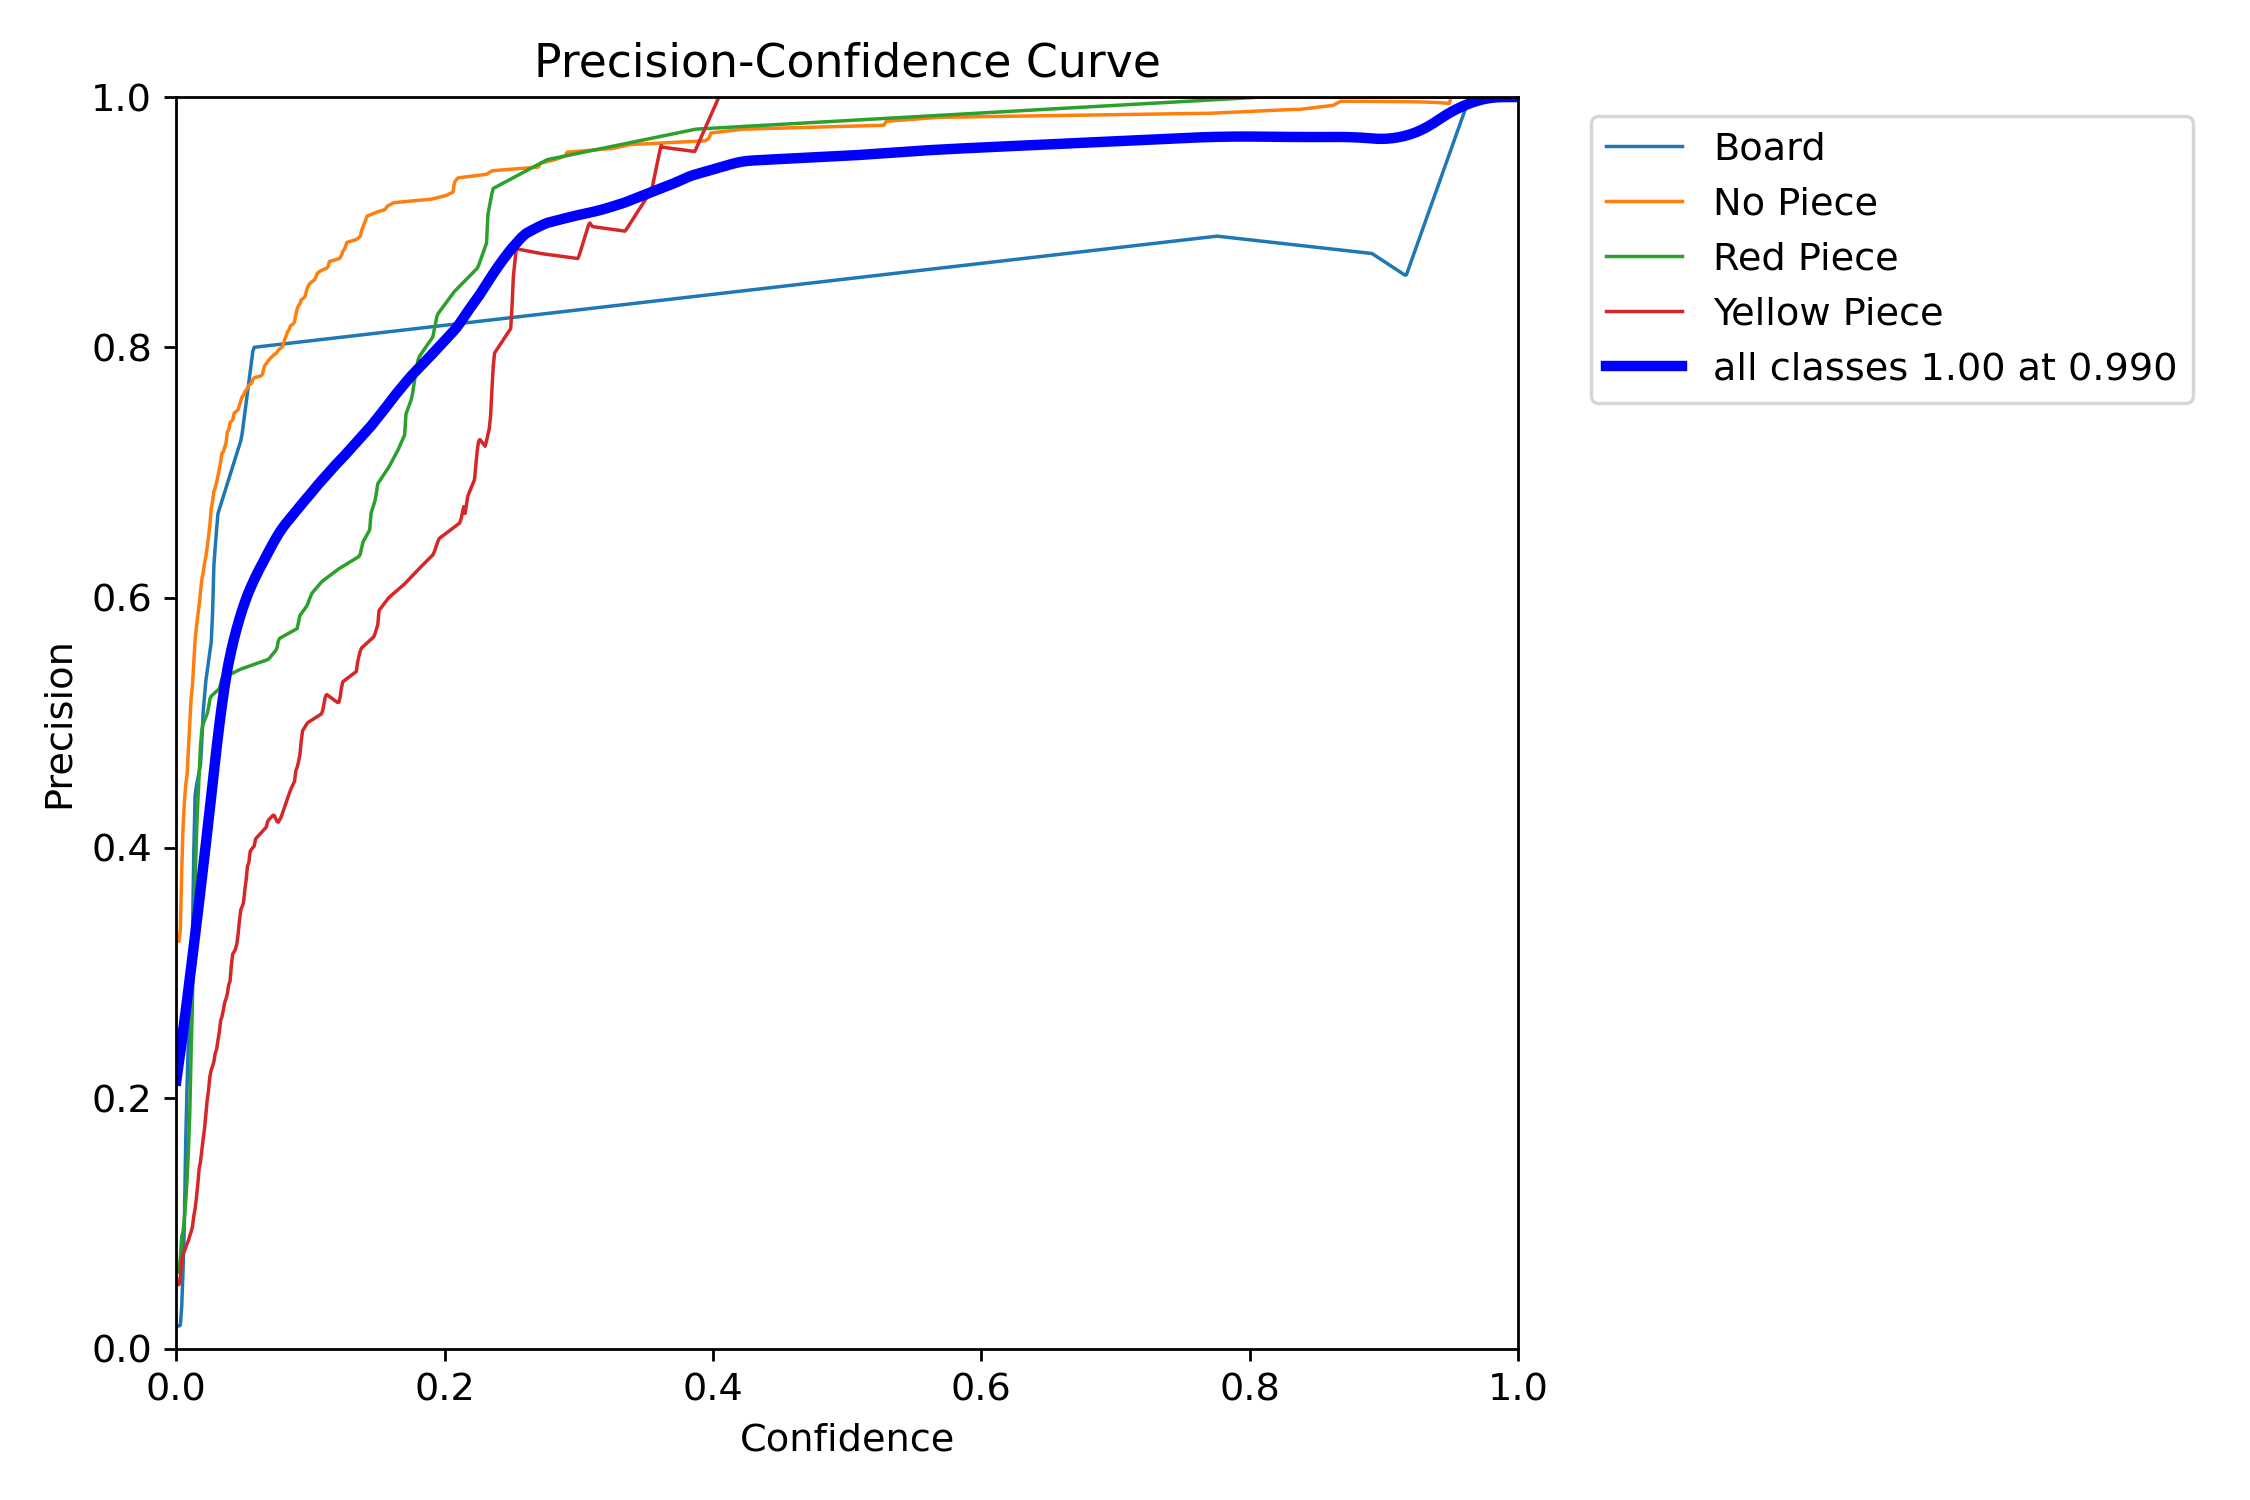 Precision-Confidence Curve
1.0
0.8
0.6
0.4
0.2
0.0
Precision
0.0 0.2 0.4 0.6 0.8 1.0
Confidence
Board
No Piece
Red Piece
Yellow Piece
all classes 1.00 at 0.990